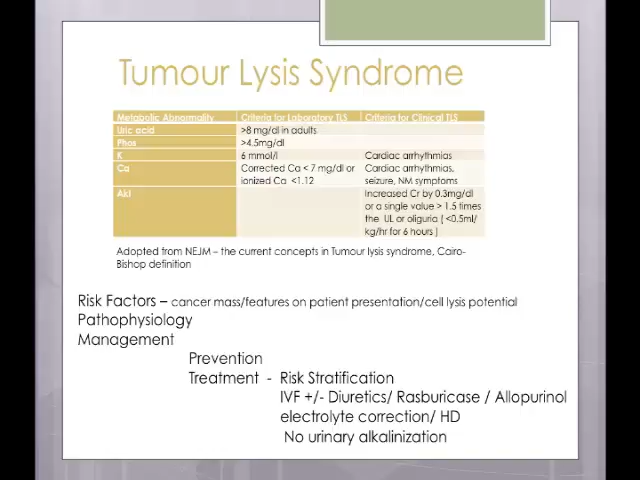 Tumour Lysis Syndrome
Metabolic Abnormality Criteria for Laboratory TLS Criteria for Clinical TLS
Uric acid >8 mg/dl in adults
Phos >4.5mg/dl
K 6 mmol/l Cardiac arrhythmias
Ca Corrected Ca < 7 mg/dl or Cardiac arrhythmias,
ionized Ca <1.12 seizure, NM symptoms
AkI Increased Cr by 0.3mg/dl
or a single value > 1.5 times
the UL or oliguria ( <0.5ml/
kg/hr for 6 hours )
Adopted from NEJM – the current concepts in Tumour lysis syndrome, Cairo-
Bishop definition
Risk Factors – cancer mass/features on patient presentation/cell lysis potential
Pathophysiology
Management
Prevention
Treatment - Risk Stratification
IVF +/- Diuretics/ Rasburicase / Allopurinol
electrolyte correction/ HD
No urinary alkalinization